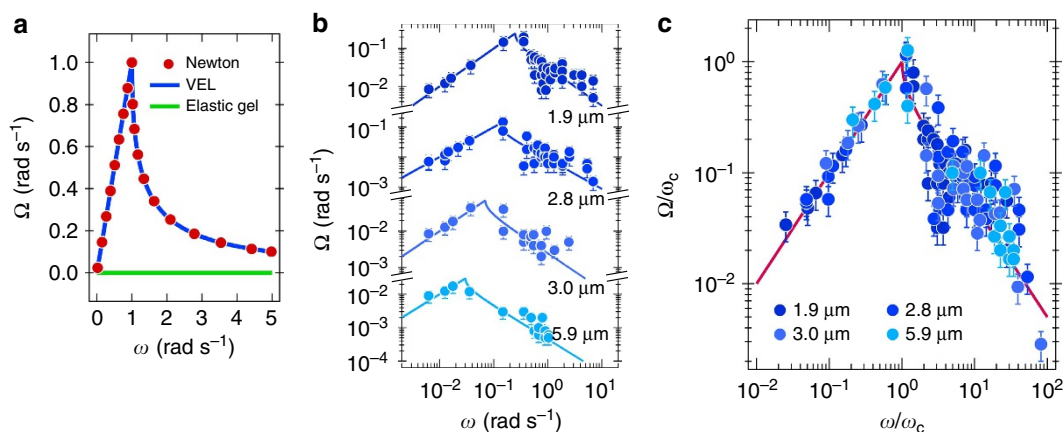 a
1.0
0.8
0.6
0.4
0.2
0.0
Ω (rad s⁻¹)
Newton
VEL
Elastic gel
0 1 2 3 4 5
ω (rad s⁻¹)
b
10⁻¹
10⁻²
1.9 μm
10⁻¹
10⁻³
2.8 μm
10⁻²
10⁻³
3.0 μm
10⁻²
10⁻³
5.9 μm
10⁻⁴
Ω (rad s⁻¹)
10⁻² 10⁻¹ 10⁰ 10¹
ω (rad s⁻¹)
c
10⁰
10⁻¹
10⁻²
Ω/ω_c
1.9 μm 2.8 μm
3.0 μm 5.9 μm
10⁻² 10⁻¹ 10⁰ 10¹ 10²
ω/ω_c